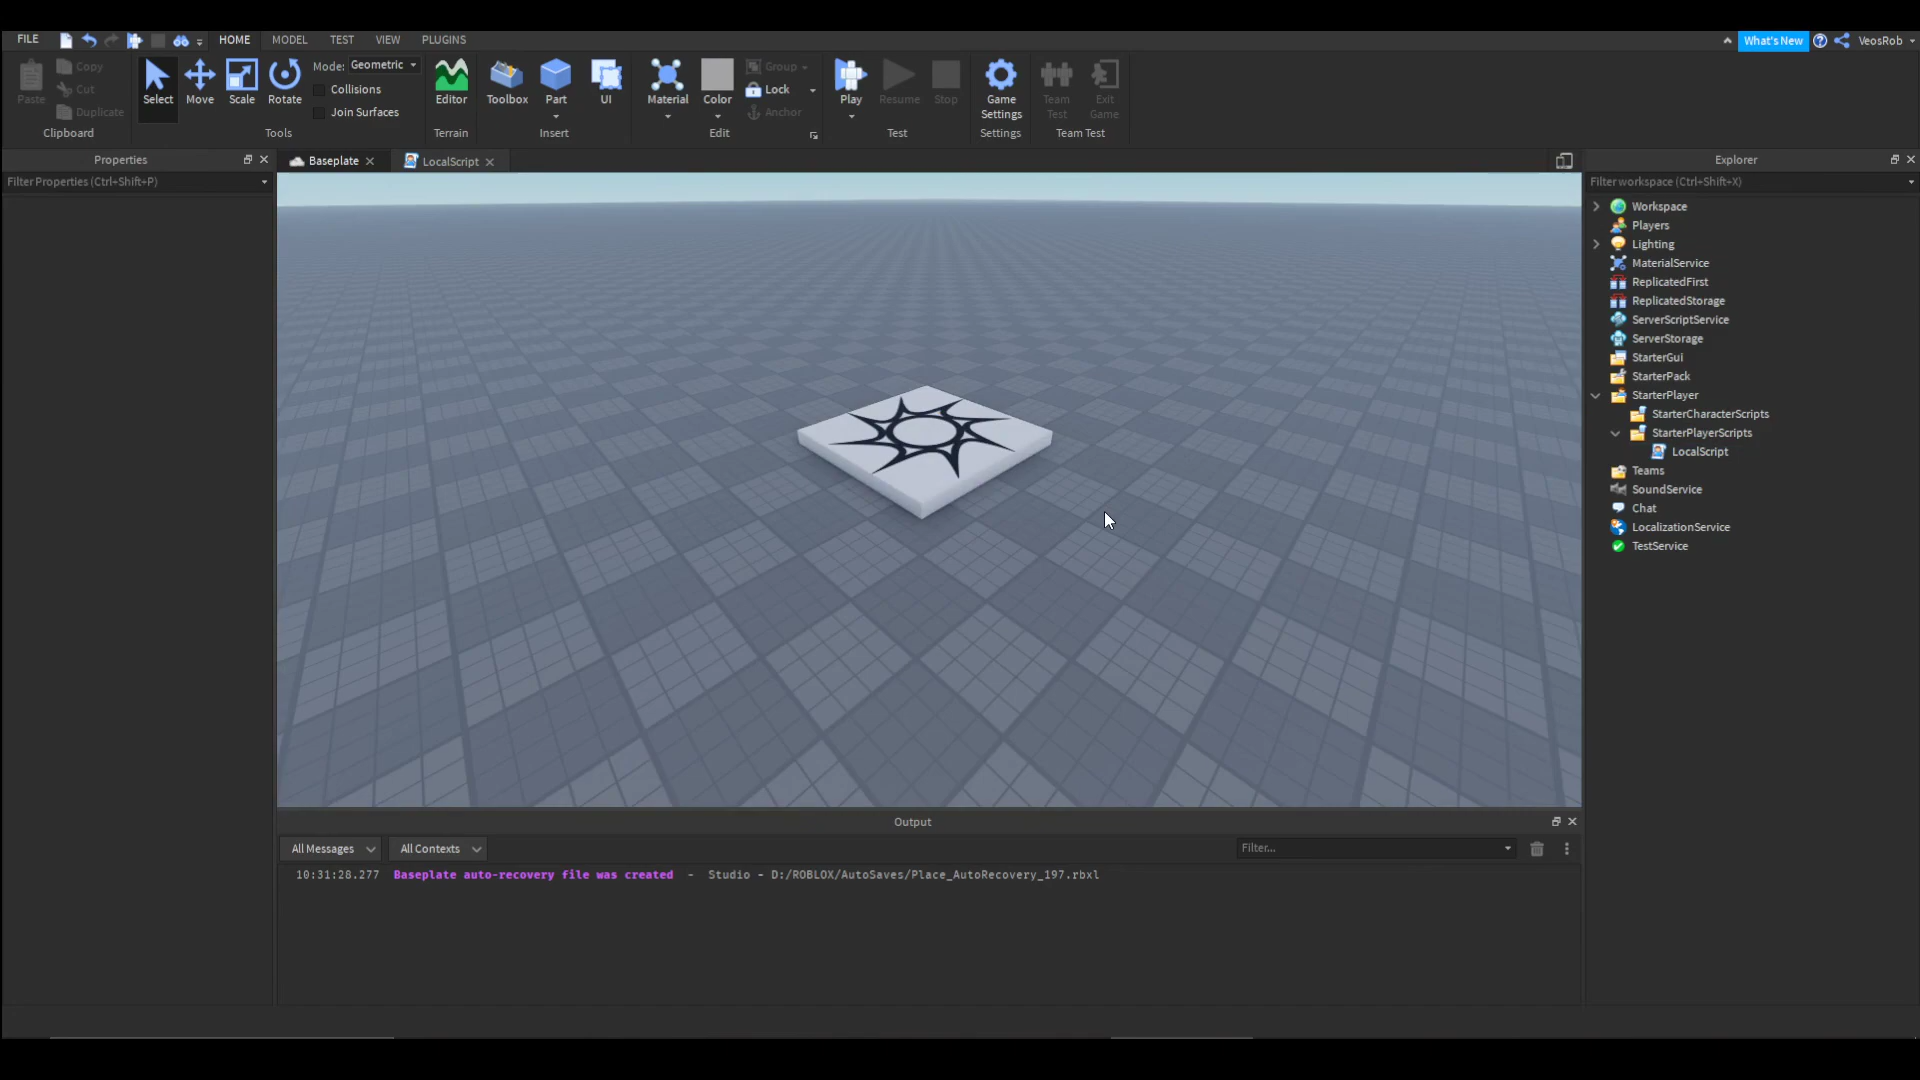 FILE HOME MODEL TEST VIEW PLUGINS What's New VeosRob
Paste Copy Cut Duplicate
Clipboard
Select Move Scale Rotate
Mode: Geometric
Collisions
Join Surfaces
Tools
Editor
Terrain
Toolbox Part UI
Insert
Material Color Group Lock Anchor
Edit
Play Resume Stop
Test
Game Settings
Settings
Team Test Exit Game
Team Test
Properties
Filter Properties (Ctrl+Shift+P)
Baseplate LocalScript
Explorer
Filter workspace (Ctrl+Shift+X)
Workspace
Players
Lighting
MaterialService
ReplicatedFirst
ReplicatedStorage
ServerScriptService
ServerStorage
StarterGui
StarterPack
StarterPlayer
StarterCharacterScripts
StarterPlayerScripts
LocalScript
Teams
SoundService
Chat
LocalizationService
TestService
Output
All Messages All Contexts Filter...
10:31:28.277 Baseplate auto-recovery file was created - Studio - D:/ROBLOX/AutoSaves/Place_AutoRecovery_197.rbxl